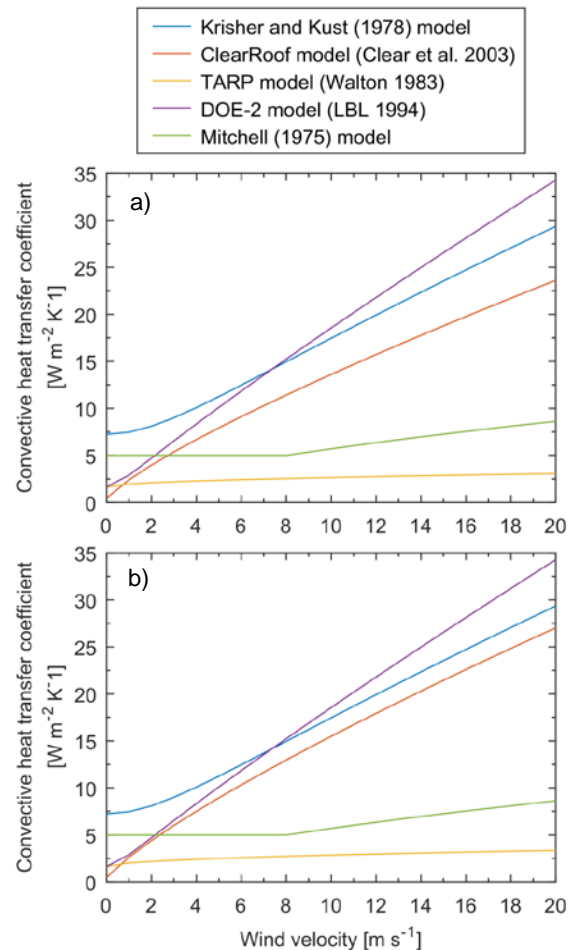 Krisher and Kust (1978) model
ClearRoof model (Clear et al. 2003)
TARP model (Walton 1983)
DOE-2 model (LBL 1994)
Mitchell (1975) model
Convective heat transfer coefficient
[W m⁻² K⁻1]
a)
35
30
25
20
15
10
5
0
0 2 4 6 8 10 12 14 16 18 20
Convective heat transfer coefficient
[W m⁻² K⁻1]
b)
35
30
25
20
15
10
5
0
0 2 4 6 8 10 12 14 16 18 20
Wind velocity [m s⁻¹]